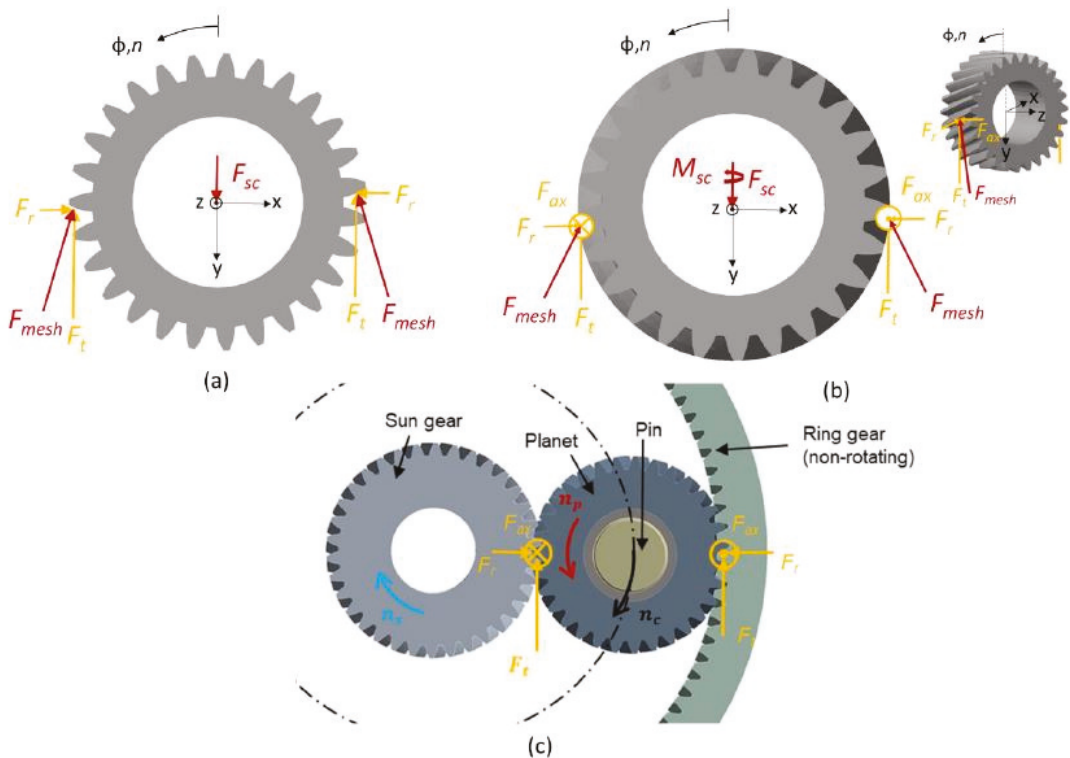 ϕ,n
F_sc
z
x
y
F_r
F_r
F_mesh
F_t
F_t
F_mesh
(a)
ϕ,n
M_sc
F_sc
F_ax
F_ax
z
x
y
F_r
F_r
F_mesh
F_t
F_t
F_mesh
(b)
ϕ,n
x
z
y
F_r
F_ax
F_t
F_mesh
Sun gear
Planet
Pin
Ring gear
(non-rotating)
n_p
F_ax
F_ax
F_r
F_r
n_s
n_c
F_t
(c)